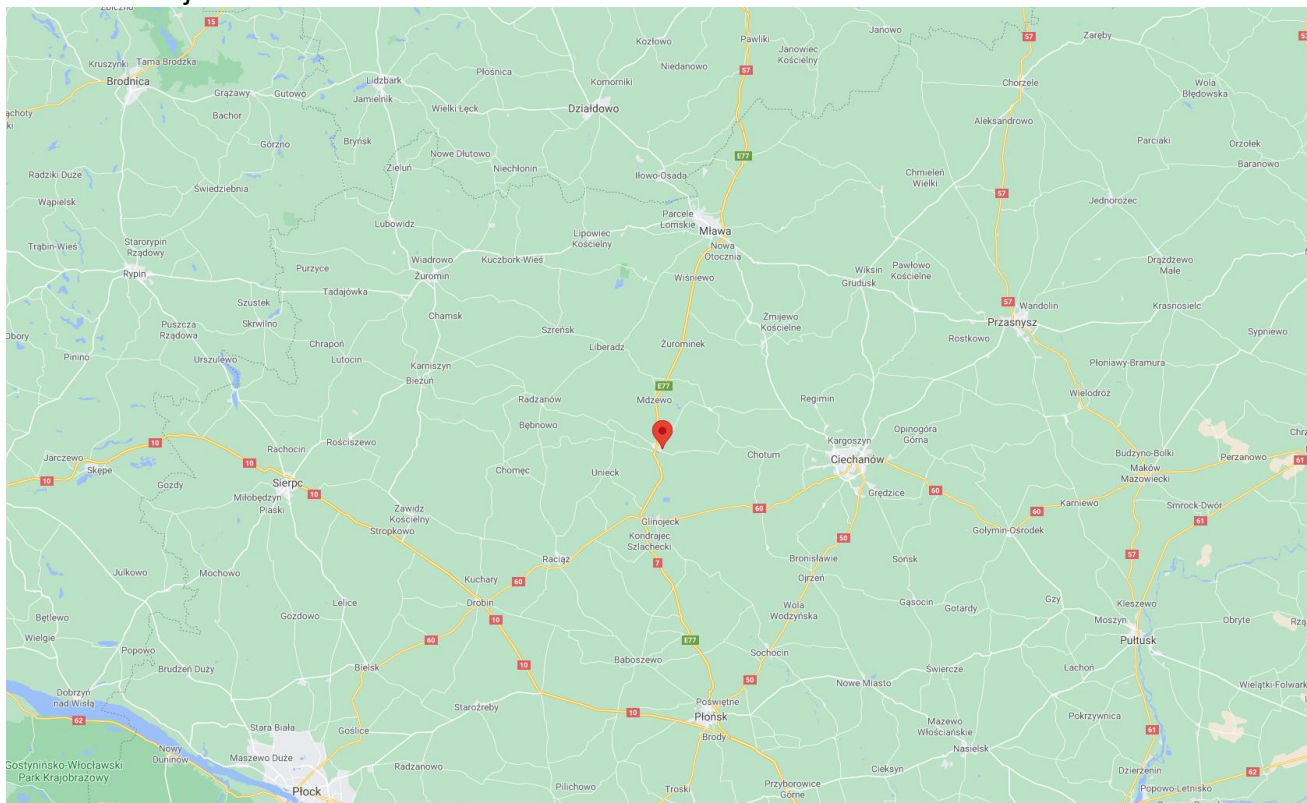 Zbiczno
15
Kruszynki
Tama Brodzka
Brodnica
Grążawy
Gutowo
Bachor
Górzno
Radziki Duże
Świedziebnia
Wąpielsk
Trąbin-Wieś
Starorypin
Rządowy
Rypin
Lidzbark
Jamielnik
Płośnica
Wielki Łęck
Bryńsk
Nowe Dłutowo
Zieluń
Niechłonin
Kozłowo
Niedanowo
Komorniki
Działdowo
Iłowo-Osada
Pawliki
S7
Janowiec
Kościelny
Janowo
E77
Parcele
Łomskie
Mława
Nowa
Otocznia
Wiśniewo
57
Zaręby
Chorzele
Wola
Błędowska
Aleksandrowo
Parciaki
Orzołek
Baranowo
57
Chmieleń
Wielki
Jednorożec
Lubowidz
Lipowiec
Kościelny
Wiadrowo
Żuromin
Kuczbork-Wieś
Purzyce
Tadajówka
Szustek
Skrwilno
Chamsk
Puszcza
Rządowa
Pinino
Urszulewo
Chrapoń
Lutocin
Karniszyn
Bieżuń
Szreńsk
Liberadz
Żurominek
Żmijewo
Kościelne
Wiksin
Grudusk
Pawłowo
Kościelne
Drążdzewo
Małe
57
Wandolin
Krasnosielc
Przasnysz
Rostkowo
Sypniewo
Płoniawy-Bramura
Wielodróż
E77
Mdzewo
Radzanów
Bębnowo
Regimin
Opinogóra
Górna
Kargoszyn
Ciechanów
Chotum
Grędzice
Unieck
Chomęc
Rościszewo
Rachocin
10
10
Jarczewo
Skępe
10
Gozdy
Sierpc
10
Miłobędzyn
Piaski
Zawidz
Kościelny
Stropkowo
Budzyno-Bolki
Maków
Mazowiecki
Perzanowo
61
Karniewo
Smrock-Dwór
60
60
Gołymin-Ośrodek
61
60
Glinojeck
Kondrajec
Szlachecki
7
50
Bronisławie
Ojrzeń
Sońsk
57
Raciąż
Kuchary
60
Drobin
10
Julkowo
Mochowo
Lelice
Gozdowo
60
Bętlewo
Wielgie
Popowo
Brudzeń Duży
Bielsk
10
Wola
Wodzyńska
Gąsocin
Gotardy
Gzy
Kleszewo
Moszyn
Obryte
Pułtusk
E77
Baboszewo
Sochocin
50
Świercze
Łachoń
Nowe Miasto
Wielątki-Folwark
Dobrzyń
nad Wisłą
62
Staroźreby
10
Poświętne
Płońsk
Brody
Pokrzywnica
61
Mazewo
Włościańskie
Nasielsk
Stara Biała
Goślice
Nowy
Duninów
Maszewo Duże
Radzanowo
Płock
Gostynińsko-Włocławski
Park Krajobrazowy
Pilichowo
Troski
Przyborowice
Górne
Cieksyn
Dzierżenin
62
Popowo-Letnisko